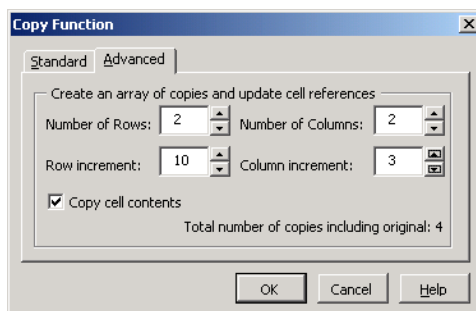 Copy Function
Standard Advanced
Create an array of copies and update cell references
Number of Rows: 2 Number of Columns: 2
Row increment: 10 Column increment: 3
Copy cell contents
Total number of copies including original: 4
OK Cancel Help